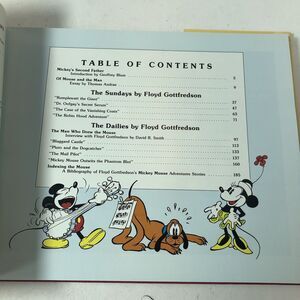 TABLE OF CONTENTS
Mickey's Second Father
Introduction by Geoffrey Blum 5
Of Mouse and the Man
Essay by Thomas Andrae 9
The Sundays by Floyd Gottfredson
"Rumplewatt the Giant" 37
"Dr. Oofgay's Secret Serum" 47
"The Case of the Vanishing Coats" 63
"The Robin Hood Adventure" 71
The Dailies by Floyd Gottfredson
The Man Who Drew the Mouse
Interview with Floyd Gottfredson by David R. Smith 97
"Blaggard Castle" 113
"Pluto and the Dogcatcher" 133
"The Mail Pilot" 137
"Mickey Mouse Outwits the Phantom Blot" 160
Indexing the Mouse
A Bibliography of Floyd Gottfredson's Mickey Mouse Adventure Stories 185